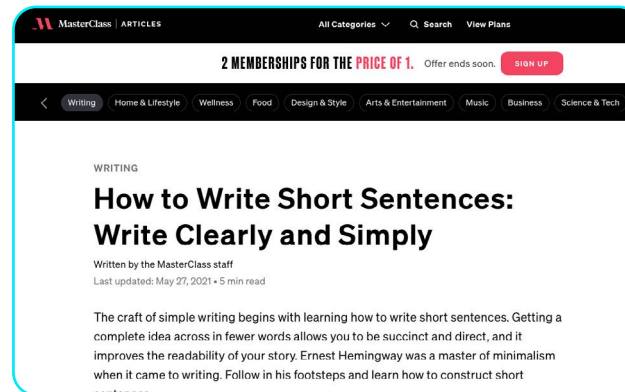 MasterClass | ARTICLES All Categories Search View Plans
2 MEMBERSHIPS FOR THE PRICE OF 1. Offer ends soon. SIGN UP
Writing Home & Lifestyle Wellness Food Design & Style Arts & Entertainment Music Business Science & Tech
WRITING
How to Write Short Sentences:
Write Clearly and Simply
Written by the MasterClass staff
Last updated: May 27, 2021 • 5 min read
The craft of simple writing begins with learning how to write short sentences. Getting a
complete idea across in fewer words allows you to be succinct and direct, and it
improves the readability of your story. Ernest Hemingway was a master of minimalism
when it came to writing. Follow in his footsteps and learn how to construct short